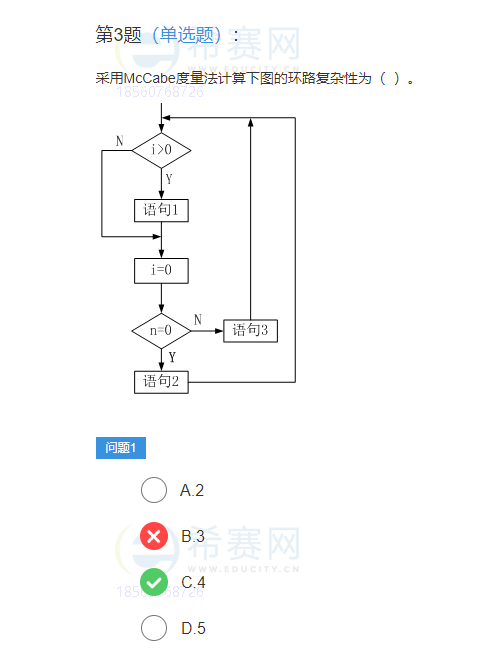 第3题（单选题）:
希赛网
WWW.EDUCITY.CN
采用McCabe度量法计算下图的环路复杂性为（ ）。
18560768726
N
i>0
Y
语句1
i=0
n=0
N
语句3
Y
语句2
问题1
A.2
B.3
希赛网
WWW.EDUCITY.CN
C.4
18560768726
D.5